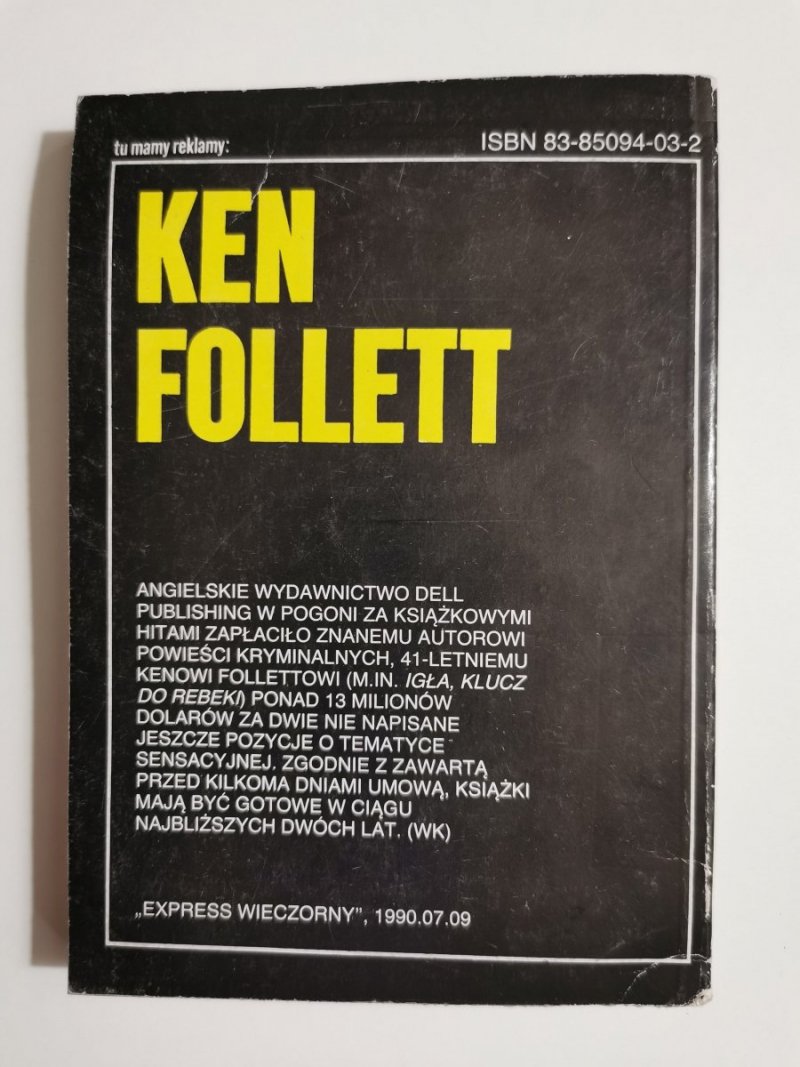 tu mamy reklamy:
ISBN 83-85094-03-2
KEN
FOLLETT
ANGIELSKIE WYDAWNICTWO DELL
PUBLISHING W POGONI ZA KSIĄŻKOWYMI
HITAMI ZAPŁACIŁO ZNANEMU AUTOROWI
POWIEŚCI KRYMINALNYCH, 41-LETNIEMU
KENOWI FOLLETTOWI (M.IN. IGŁA, KLUCZ
DO REBEKI) PONAD 13 MILIONÓW
DOLARÓW ZA DWIE NIE NAPISANE
JESZCZE POZYCJE O TEMATYCE
SENSACYJNEJ. ZGODNIE Z ZAWARTĄ
PRZED KILKOMA DNIAMI UMOWĄ, KSIĄŻKI
MAJĄ BYĆ GOTOWE W CIĄGU
NAJBLIŻSZYCH DWÓCH LAT. (WK)
„EXPRESS WIECZORNY”, 1990.07.09